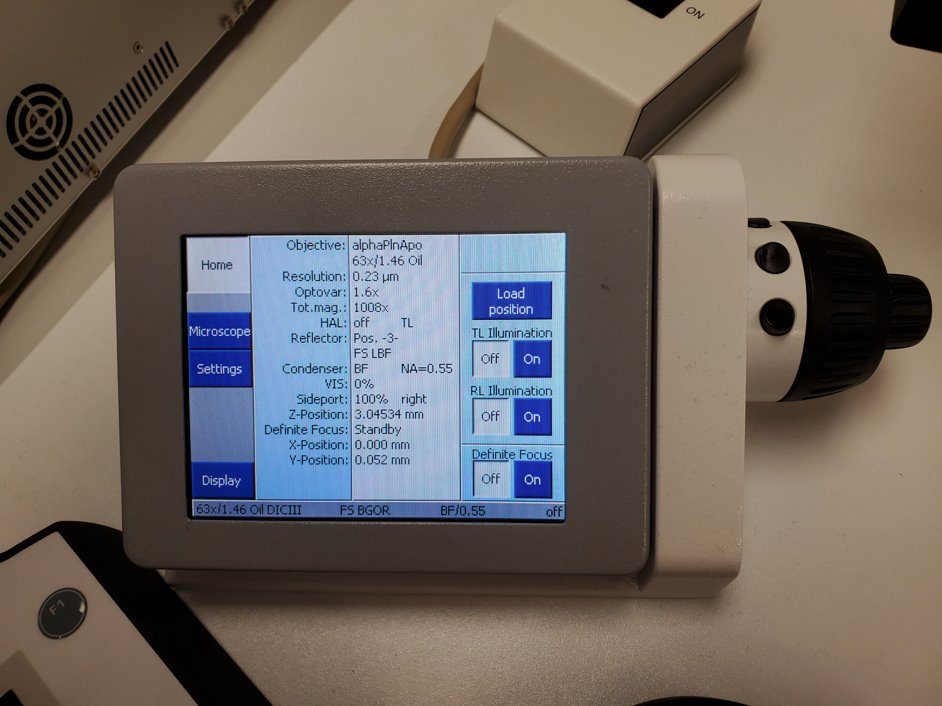 ON
Home
Microscope
Settings
Display
Objective: alphaPlnApo
63x/1.46 Oil
Resolution: 0.23 µm
Optovar: 1.6x
Tot.mag.: 1008x
HAL: off TL
Reflector: Pos. -3-
FS LBF
Condenser: BF NA=0.55
VIS: 0%
Sideport: 100% right
Z-Position: 3.04534 mm
Definite Focus: Standby
X-Position: 0.000 mm
Y-Position: 0.052 mm
Load
position
TL Illumination
Off On
RL Illumination
Off On
Definite Focus
Off On
63x/1.46 Oil DICIII FS BGOR BF/0.55 off
F1